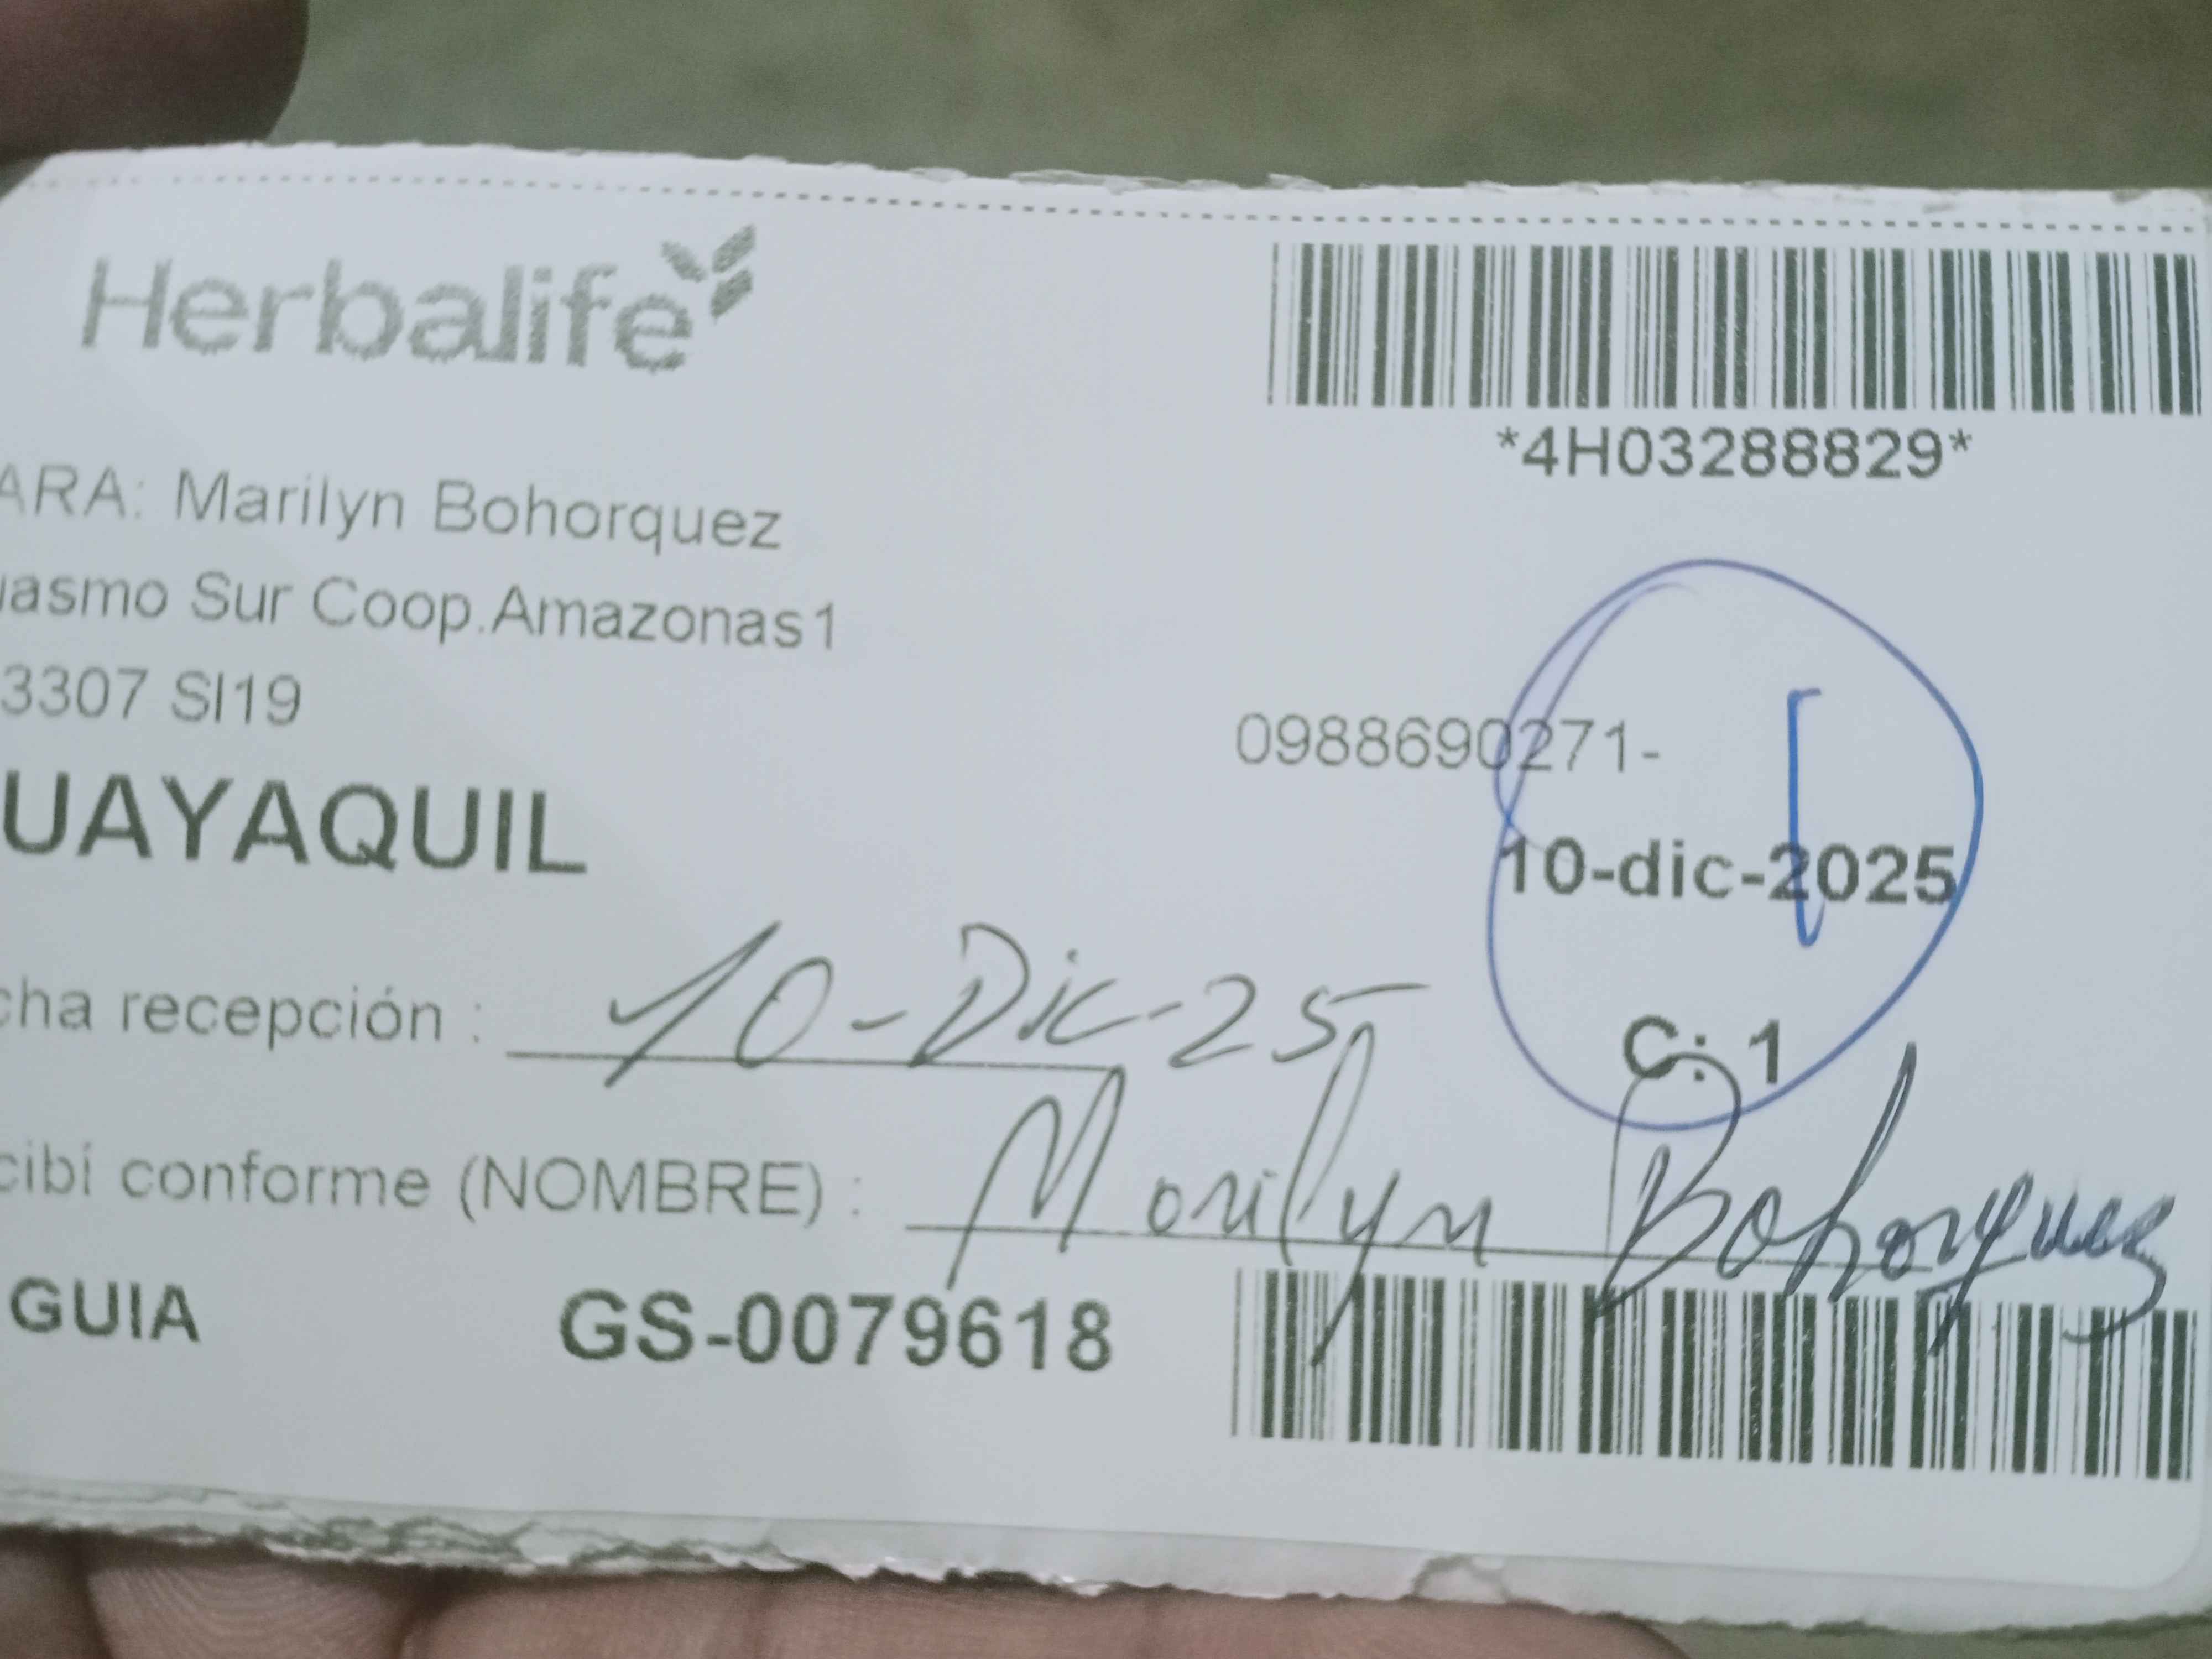 Herbalife
*4H03288829*
ARA: Marilyn Bohorquez
uasmo Sur Coop.Amazonas1
3307 SI19
0988690271-
UAYAQUIL
10-dic-2025
cha recepción : 10-Dic-25
C: 1
cibí conforme (NOMBRE) : Marilyn Bohorquez
GUIA GS-0079618